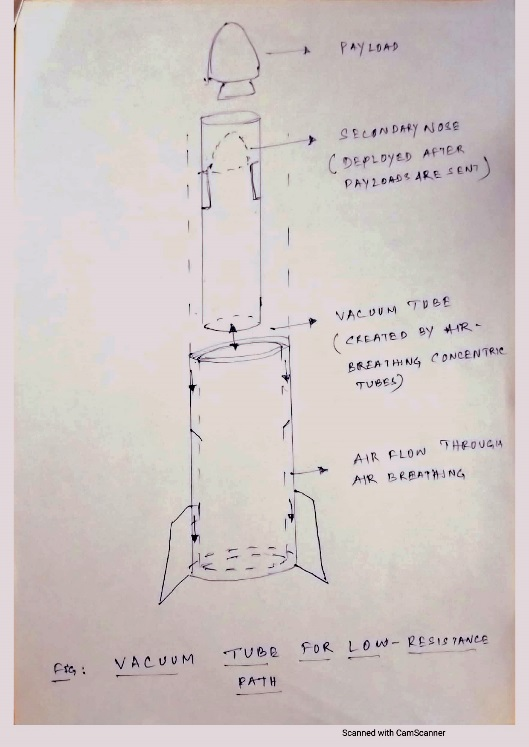 PAYLOAD
SECONDARY NOSE
(DEPLOYED AFTER
PAYLOADS ARE SENT)
VACUUM TUBE
(CREATED BY AIR-
BREATHING CONCENTRIC
TUBES)
AIR FLOW THROUGH
AIR BREATHING
FIG: VACUUM TUBE FOR LOW-RESISTANCE
PATH
Scanned with CamScanner